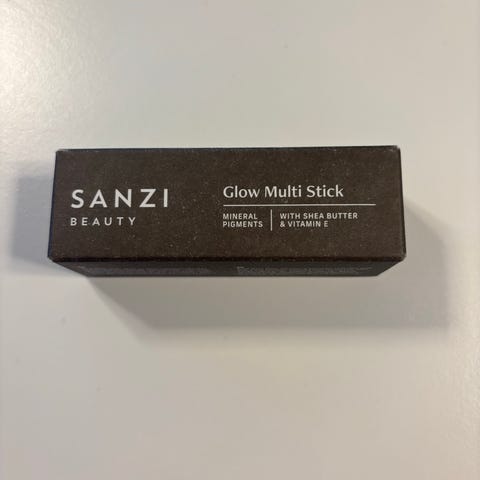 SANZI
BEAUTY
Glow Multi Stick
MINERAL
PIGMENTS
WITH SHEA BUTTER
& VITAMIN E